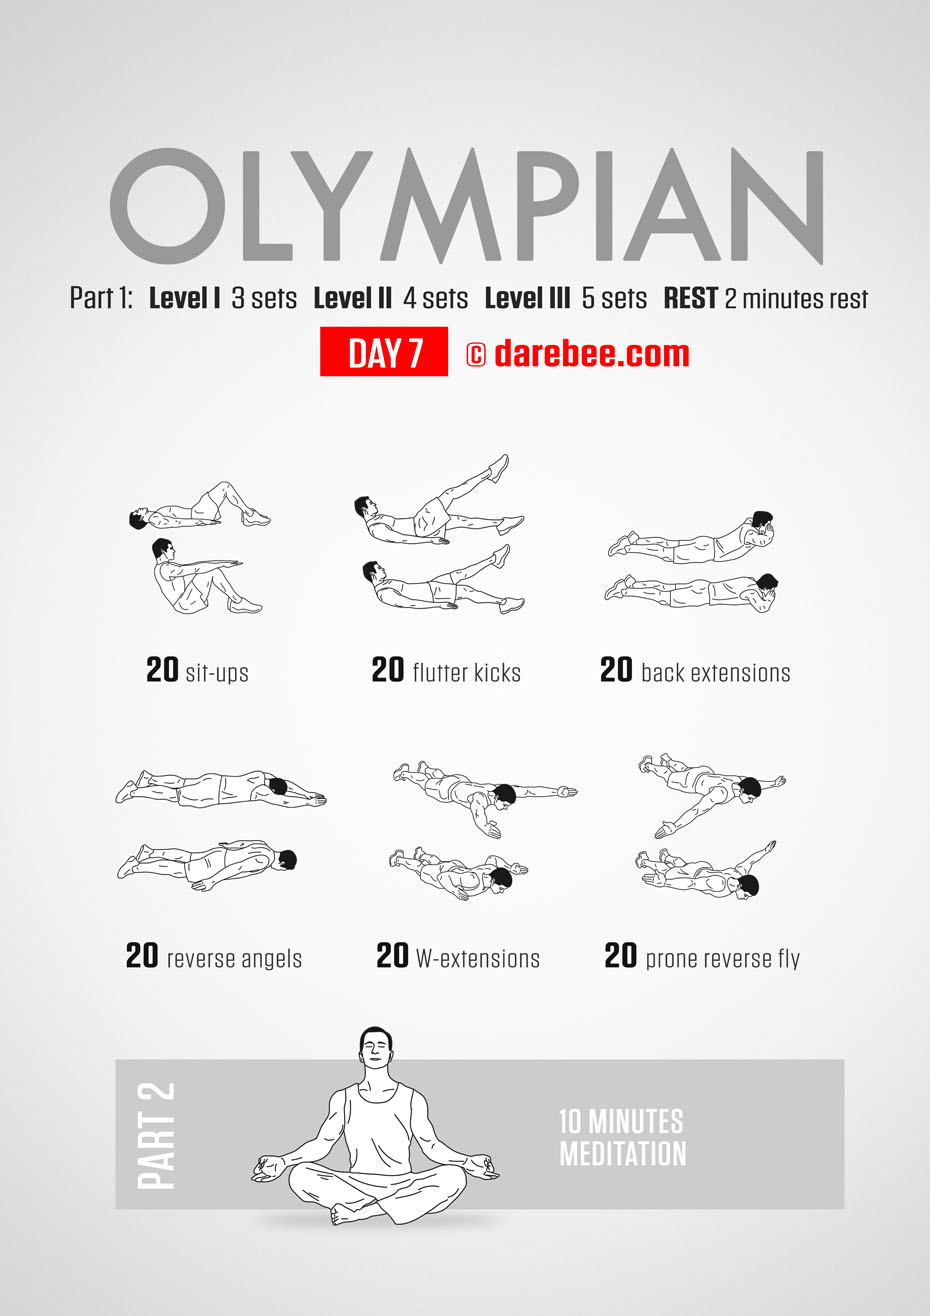 OLYMPIAN
Part 1: Level I 3 sets Level II 4 sets Level III 5 sets REST 2 minutes rest
DAY 7 © darebee.com
20 sit-ups 20 flutter kicks 20 back extensions
20 reverse angels 20 W-extensions 20 prone reverse fly
PART 2
10 MINUTES
MEDITATION